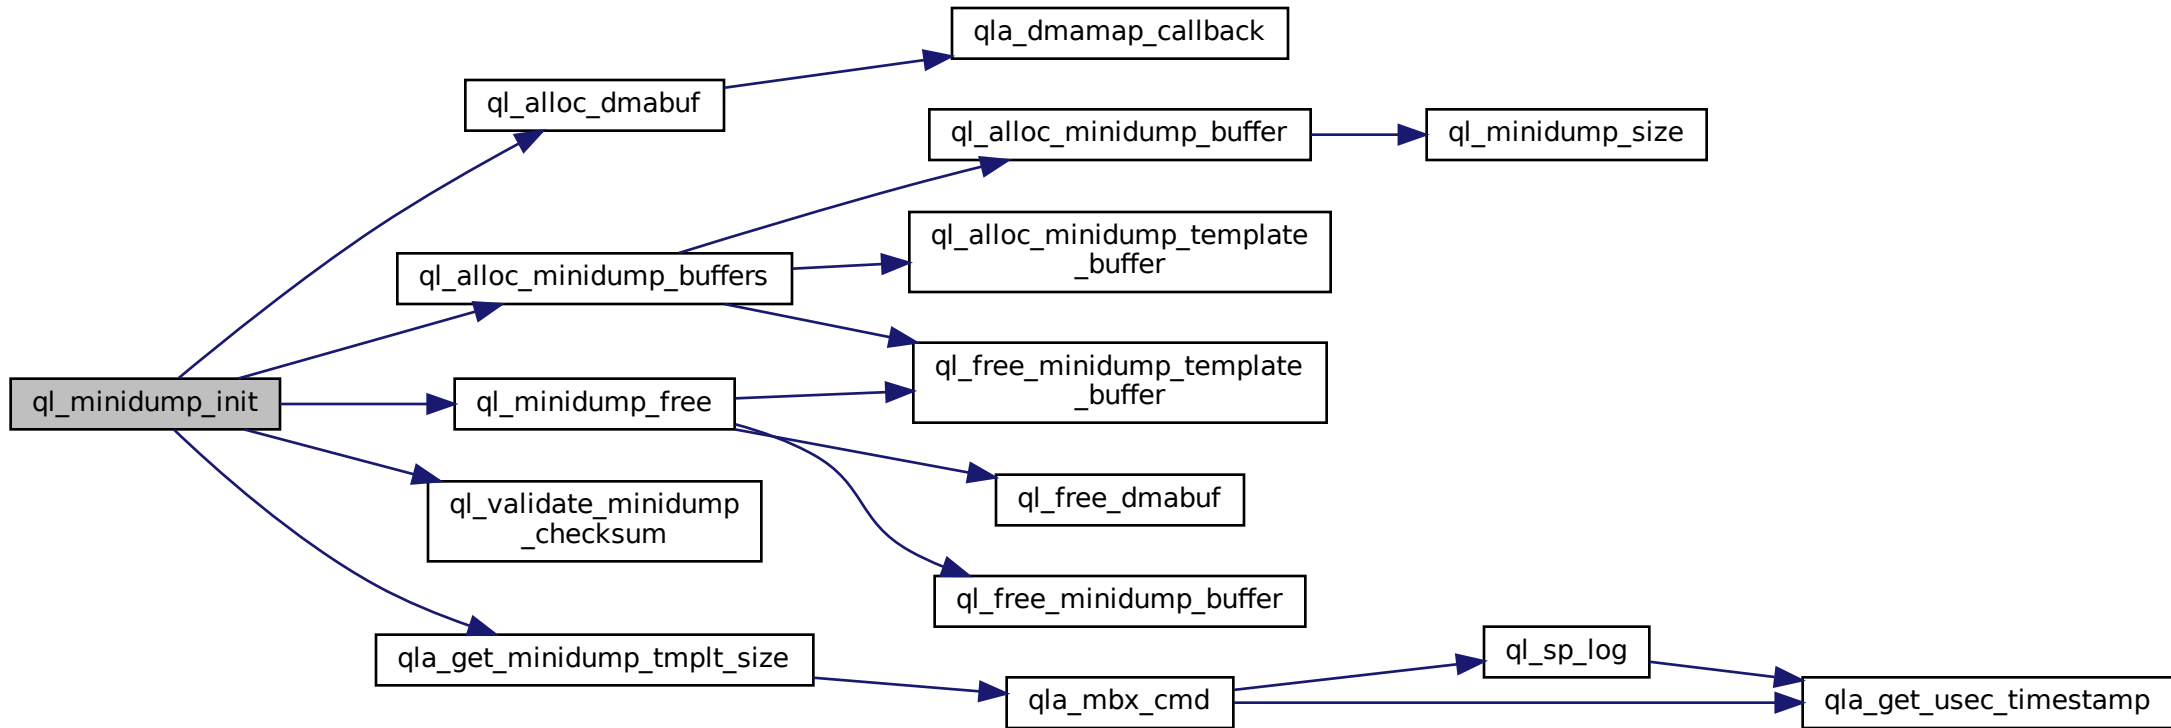 qla_dmamap_callback
ql_alloc_dmabuf
ql_alloc_minidump_buffer
ql_minidump_size
ql_alloc_minidump_template
_buffer
ql_alloc_minidump_buffers
ql_free_minidump_template
_buffer
ql_minidump_init
ql_minidump_free
ql_free_dmabuf
ql_validate_minidump
_checksum
ql_free_minidump_buffer
qla_get_minidump_tmplt_size
ql_sp_log
qla_mbx_cmd
qla_get_usec_timestamp